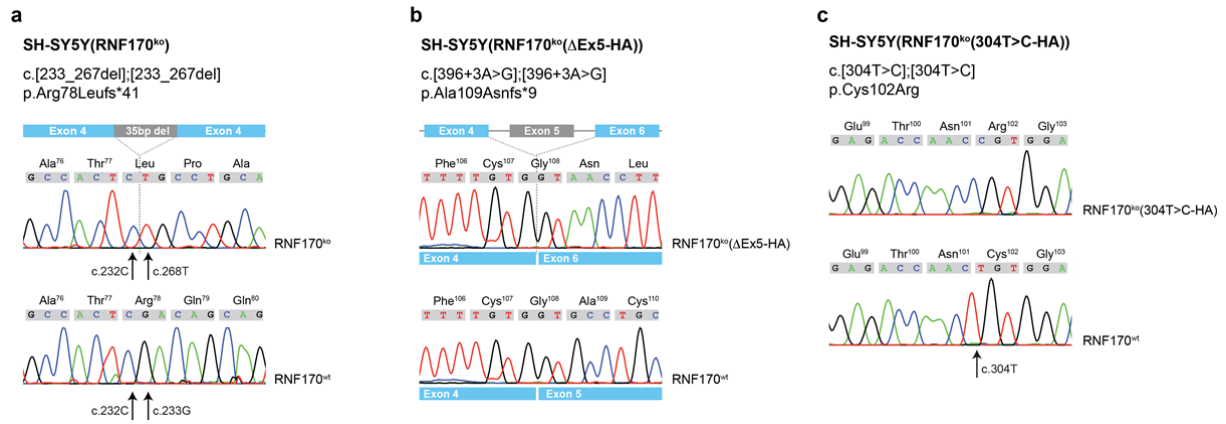 a
SH-SY5Y(RNF170ᵏᵒ)
c.[233_267del];[233_267del]
p.Arg78Leufs*41
Exon 4 35bp del Exon 4
Ala⁷⁶ Thr⁷⁷ Leu Pro Ala
G C C A C T C T G C C T G C A
RNF170ᵏᵒ
c.232C c.268T
Ala⁷⁶ Thr⁷⁷ Arg⁷⁸ Gln⁷⁹ Gln⁸⁰
G C C A C T C G A C A G C A G
RNF170ʷᵗ
c.232C c.233G
b
SH-SY5Y(RNF170ᵏᵒ(ΔEx5-HA))
c.[396+3A>G];[396+3A>G]
p.Ala109Asnfs*9
Exon 4 Exon 5 Exon 6
Phe¹⁰⁶ Cys¹⁰⁷ Gly¹⁰⁸ Asn Leu
T T T T G T G G T A A C C T T
RNF170ᵏᵒ(ΔEx5-HA)
Exon 4 Exon 6
Phe¹⁰⁶ Cys¹⁰⁷ Gly¹⁰⁸ Ala¹⁰⁹ Cys¹¹⁰
T T T T G T G G T G C C T G C
RNF170ʷᵗ
Exon 4 Exon 5
c
SH-SY5Y(RNF170ᵏᵒ(304T>C-HA))
c.[304T>C];[304T>C]
p.Cys102Arg
Glu⁹⁹ Thr¹⁰⁰ Asn¹⁰¹ Arg¹⁰² Gly¹⁰³
G A G A C C A A C C G T G G A
RNF170ᵏᵒ(304T>C-HA)
Glu⁹⁹ Thr¹⁰⁰ Asn¹⁰¹ Cys¹⁰² Gly¹⁰³
G A G A C C A A C T G T G G A
RNF170ʷᵗ
c.304T